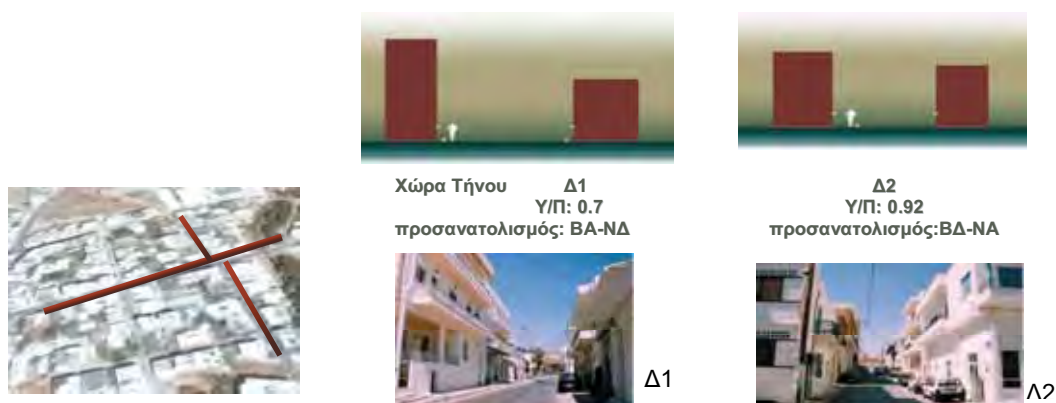 Χώρα Τήνου Δ1
Υ/Π: 0.7
προσανατολισμός: ΒΑ-ΝΔ
Δ2
Υ/Π: 0.92
προσανατολισμός:ΒΔ-ΝΑ
Δ1
Δ2